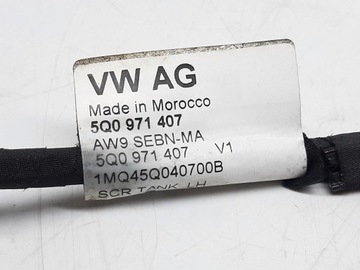 VW AG
Made in Morocco
5Q0 971 407
AW9 SEBN-MA
5Q0 971 407 V1
1MQ45Q040700B
SCR TANK LH